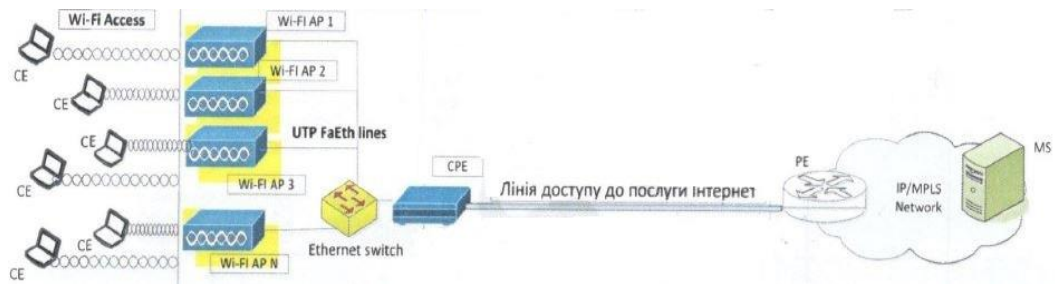 Wi-Fi Access
Wi-Fi AP 1
CE
Wi-FI AP 2
CE
UTP FaEth lines
CE
CPE
Лінія доступу до послуги інтернет
PE
MS
IP/MPLS
Network
CE
Wi-FI AP 3
Ethernet switch
CE
Wi-FI AP N
CE